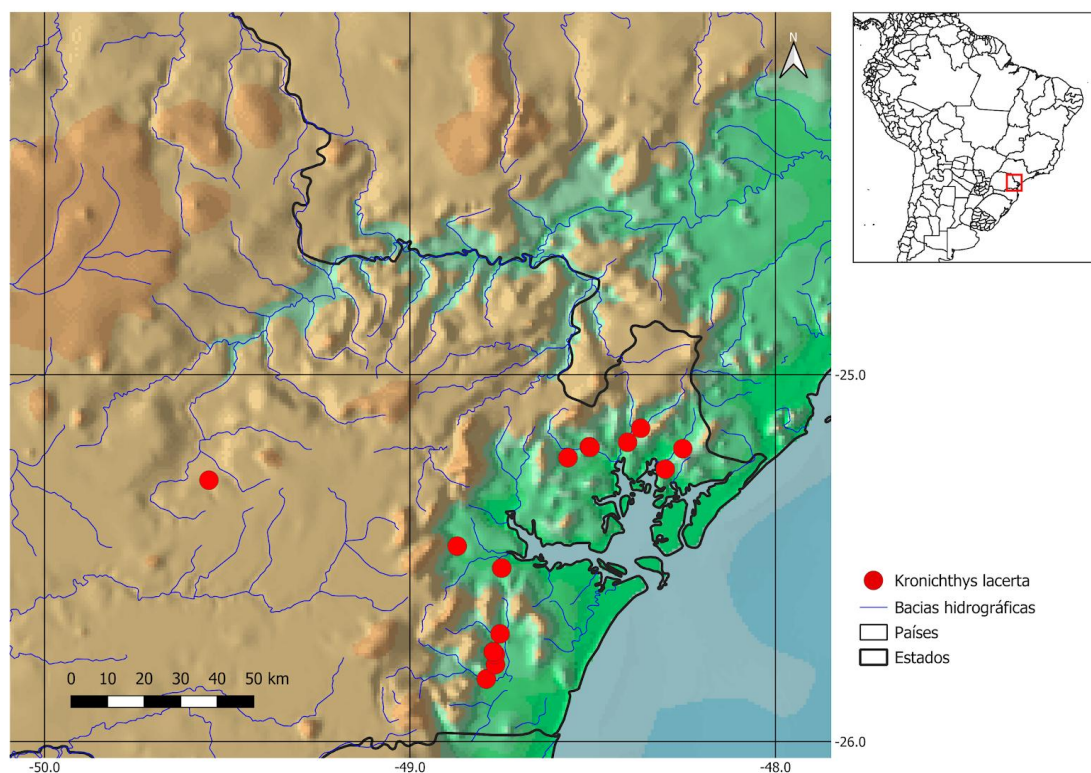 N
-25.0
Kronichthys lacerta
Bacias hidrográficas
Países
Estados
0 10 20 30 40 50 km
-26.0
-50.0 -49.0 -48.0